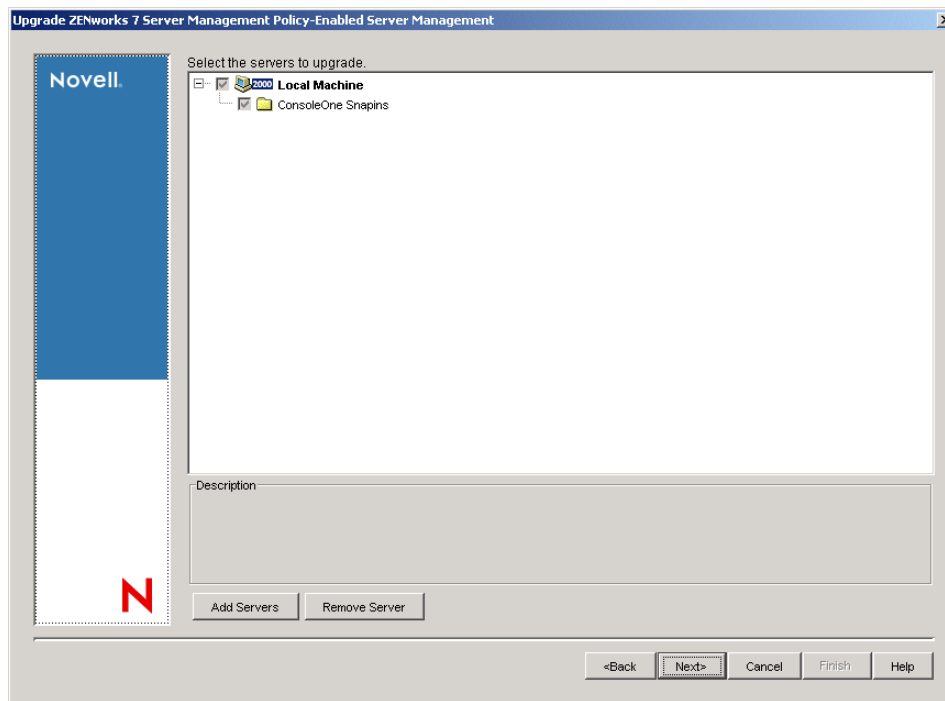 Upgrade ZENworks 7 Server Management Policy-Enabled Server Management
Novell.
Select the servers to upgrade.
2000 Local Machine
ConsoleOne Snapins
Description
N
Add Servers Remove Server
<Back Next> Cancel Finish Help